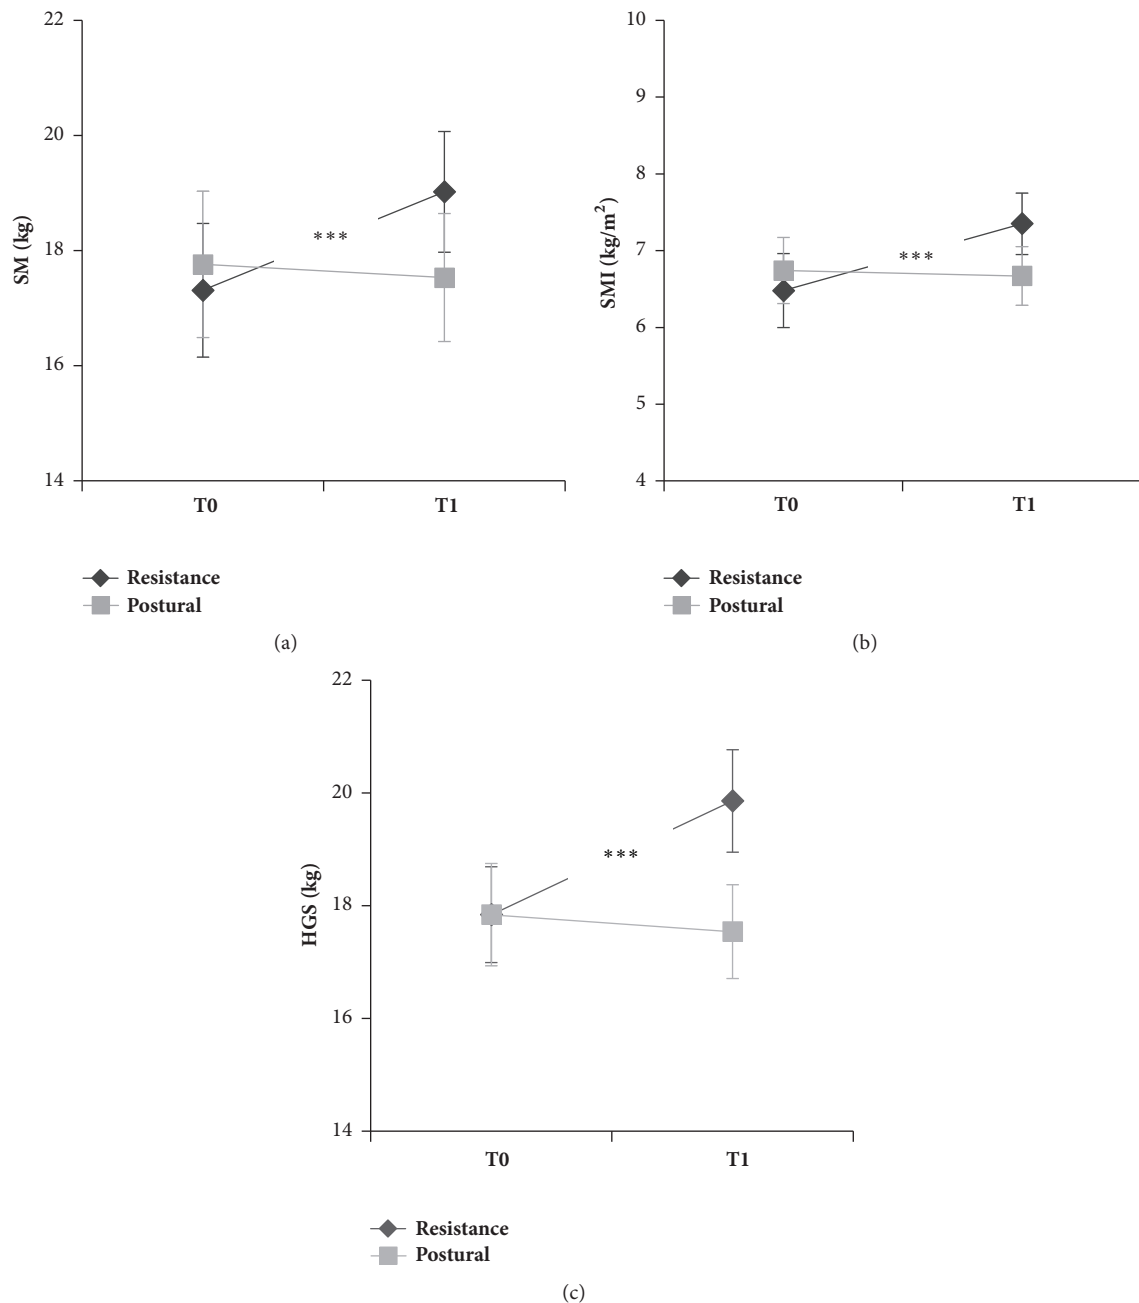 22
20
18
16
14
SM (kg)
***
T0
T1
Resistance
Postural
(a)
10
9
8
7
6
5
4
SMI (kg/m²)
***
T0
T1
Resistance
Postural
(b)
22
20
18
16
14
HGS (kg)
***
T0
T1
Resistance
Postural
(c)